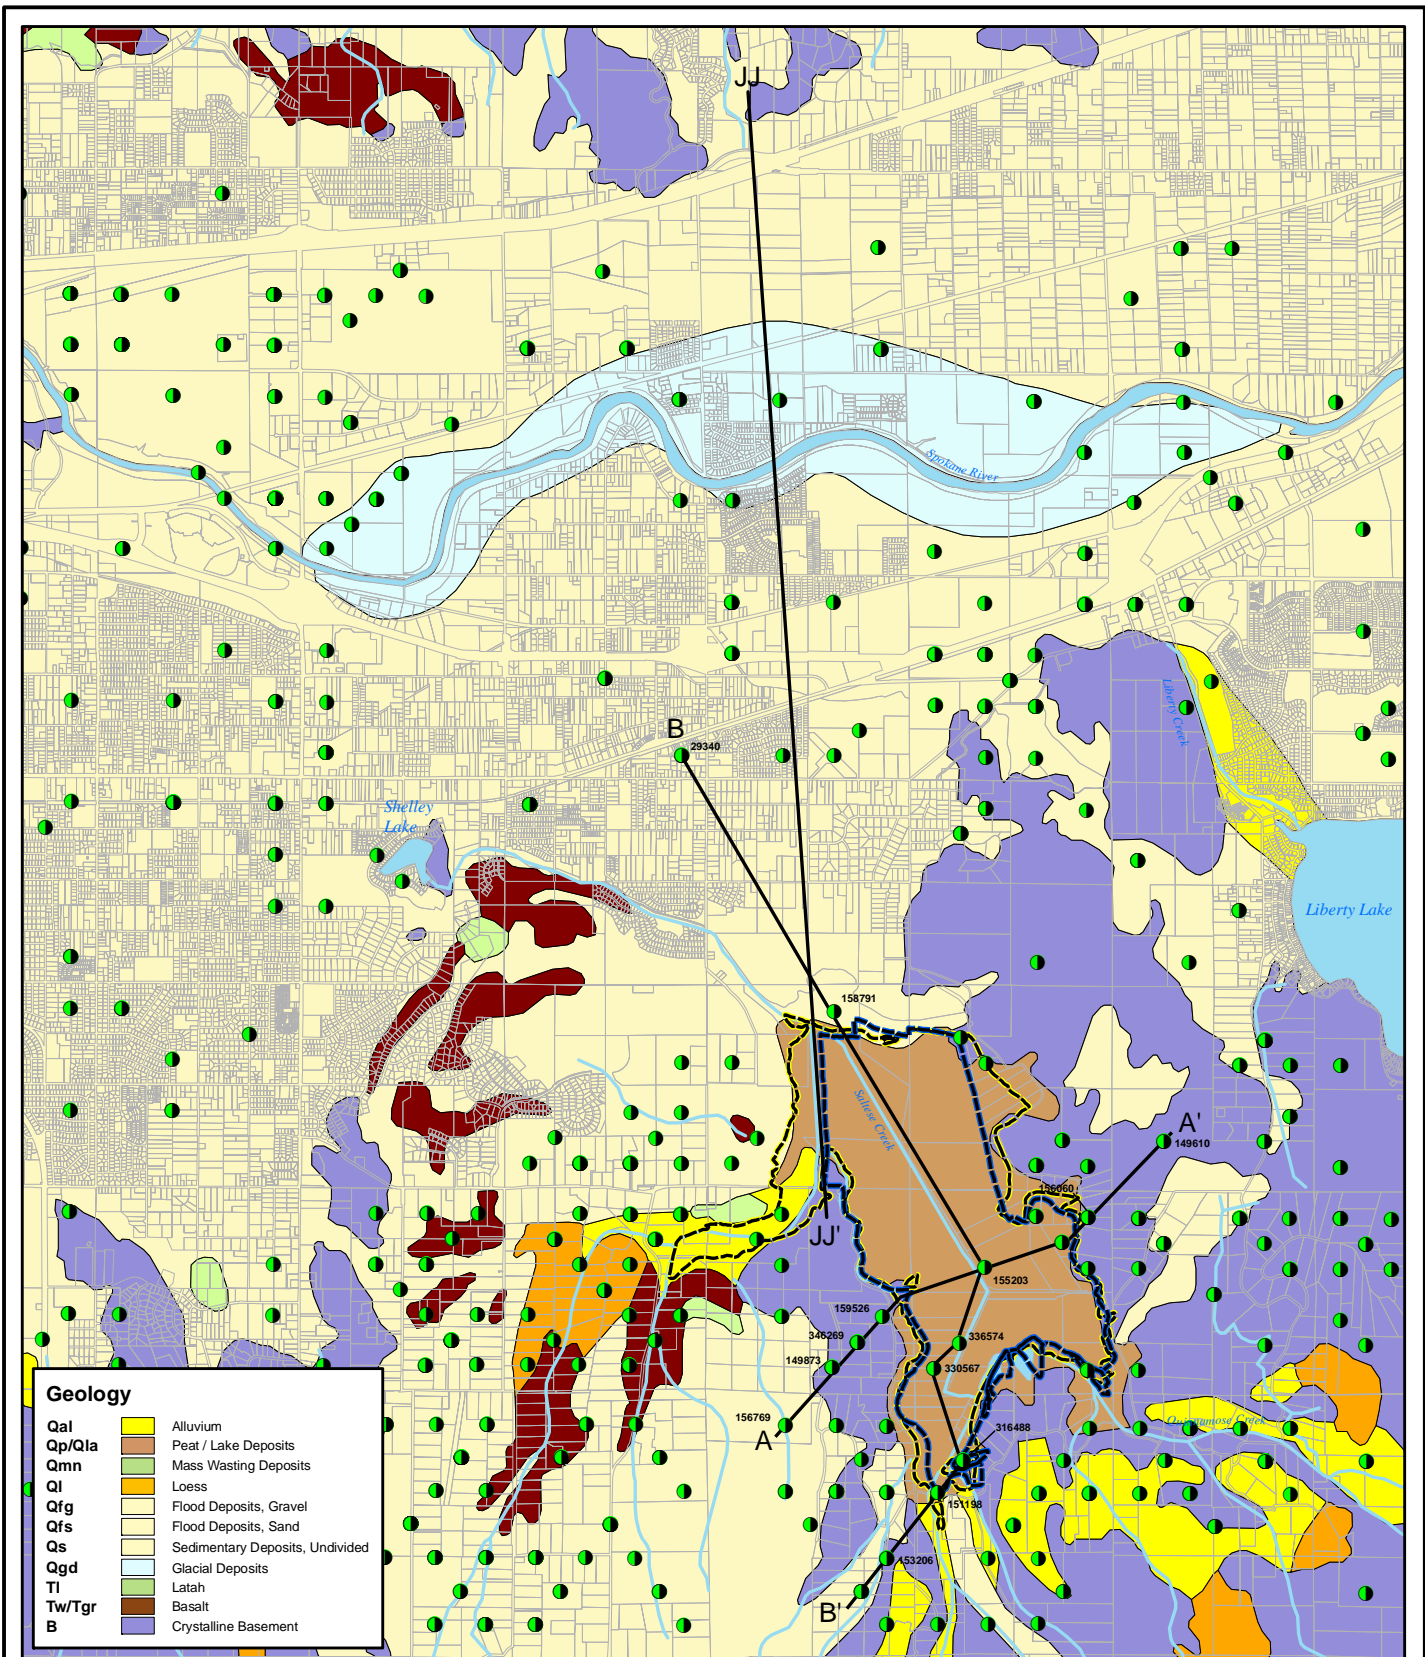 JJ
Spokane River
Liberty Creek
B
29340
Shelley
Lake
Liberty Lake
158791
Saltese Creek
A'
149610
156060
JJ'
155203
159526
346269
336574
149873
330567
156769
A
316488
Quinnamose Creek
151198
153206
B'
Geology
Qal Alluvium
Qp/Qla Peat / Lake Deposits
Qmn Mass Wasting Deposits
Ql Loess
Qfg Flood Deposits, Gravel
Qfs Flood Deposits, Sand
Qs Sedimentary Deposits, Undivided
Qgd Glacial Deposits
Tl Latah
Tw/Tgr Basalt
B Crystalline Basement